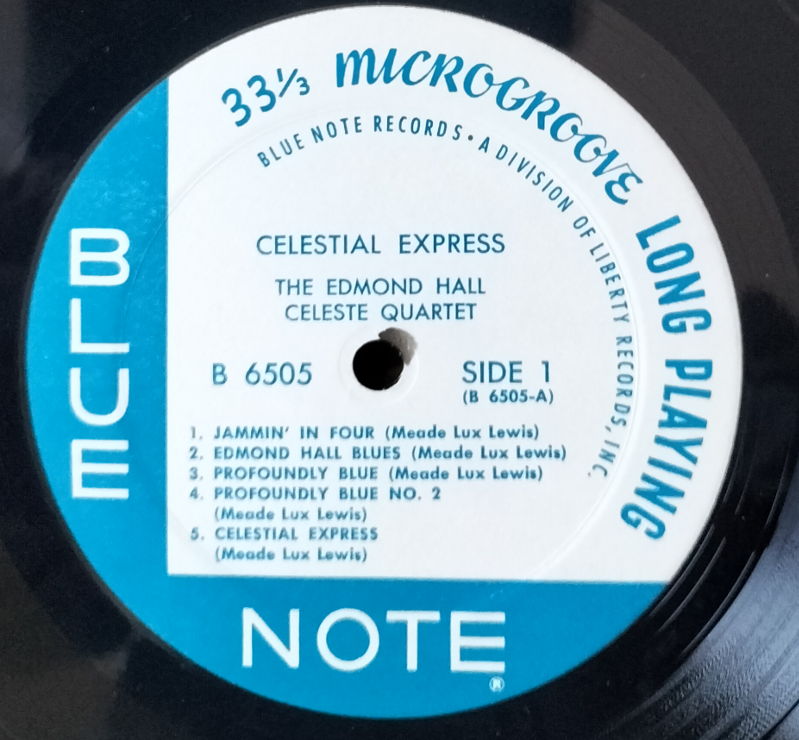 33⅓ MICROGROOVE LONG PLAYING
BLUE NOTE RECORDS • A DIVISION OF LIBERTY RECORDS, INC.
CELESTIAL EXPRESS
THE EDMOND HALL
CELESTE QUARTET
B 6505
SIDE 1
(B 6505-A)
1. JAMMIN' IN FOUR (Meade Lux Lewis)
2. EDMOND HALL BLUES (Meade Lux Lewis)
3. PROFOUNDLY BLUE (Meade Lux Lewis)
4. PROFOUNDLY BLUE NO. 2
(Meade Lux Lewis)
5. CELESTIAL EXPRESS
(Meade Lux Lewis)
BLUE
NOTE
®